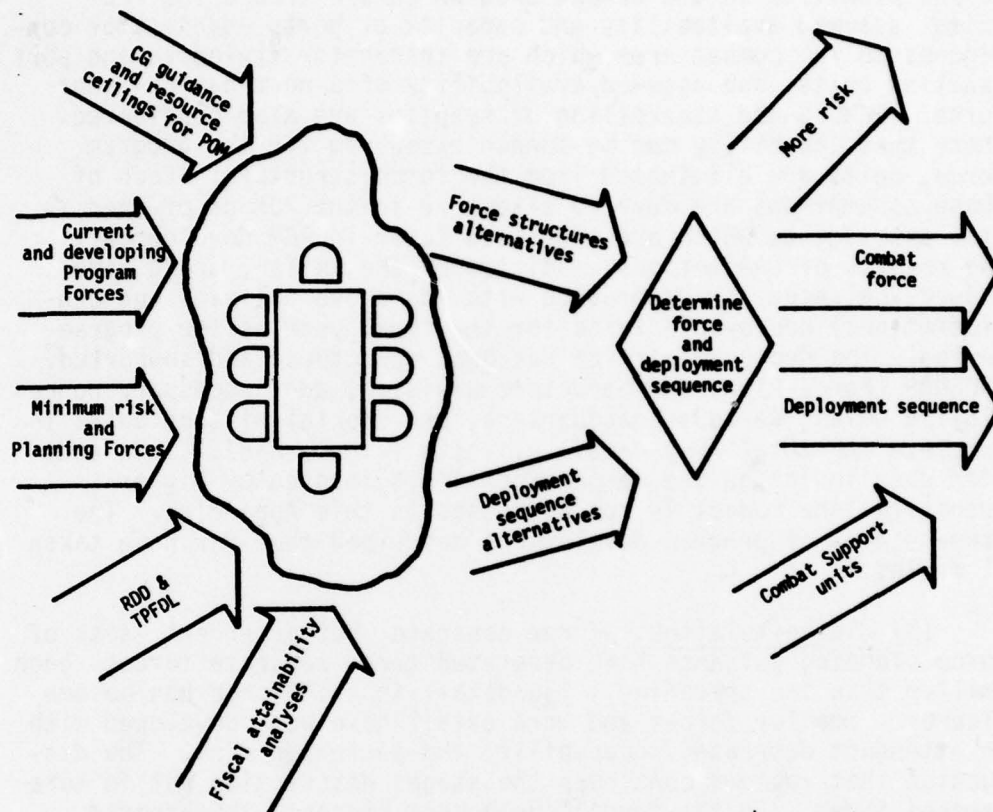 CG guidance
and resource
ceilings for POM
Current
and developing
Program
Forces
Minimum risk
and
Planning Forces
RDD &
TPFDL
Fiscal attainability
analyses
Force structures
alternatives
Deployment
sequence
alternatives
Determine
force
and
deployment
sequence
More risk
Combat
force
Deployment sequence
Combat Support
units